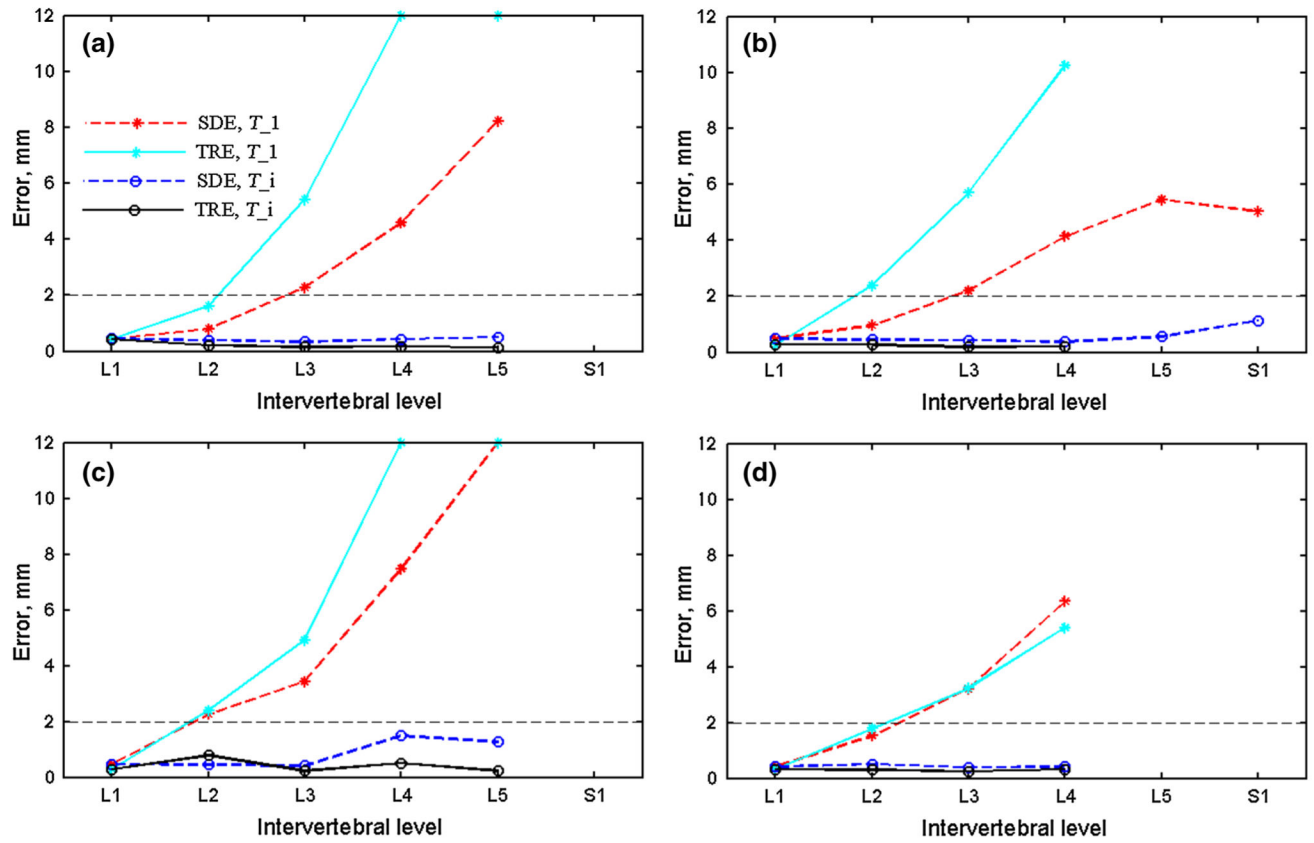 12
10
8
6
4
2
0
Error, mm
(a)
SDE, T_1
TRE, T_1
SDE, T_i
TRE, T_i
L1 L2 L3 L4 L5 S1
Intervertebral level
12
10
8
6
4
2
0
Error, mm
(b)
L1 L2 L3 L4 L5 S1
Intervertebral level
12
10
8
6
4
2
0
Error, mm
(c)
L1 L2 L3 L4 L5 S1
Intervertebral level
12
10
8
6
4
2
0
Error, mm
(d)
L1 L2 L3 L4 L5 S1
Intervertebral level